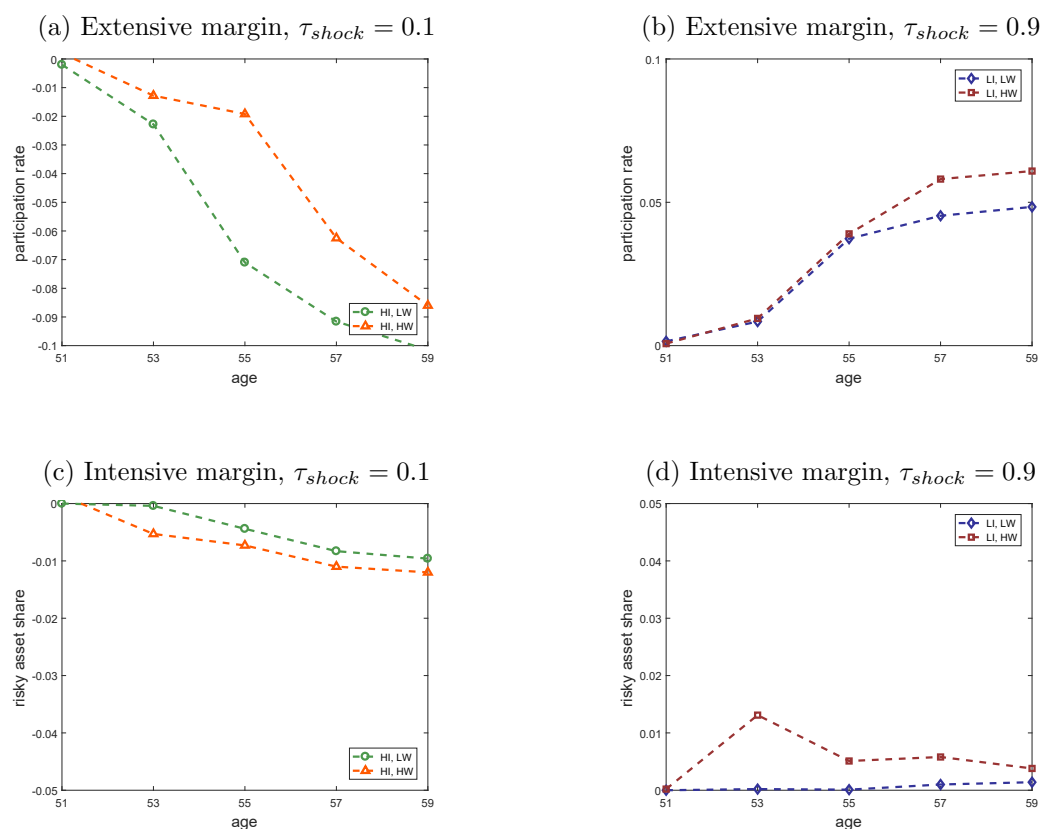 (a) Extensive margin, τshock = 0.1
participation rate
0
-0.01
-0.02
-0.03
-0.04
-0.05
-0.06
-0.07
-0.08
-0.09
-0.1
HI, LW
HI, HW
51 53 55 57 59
age
(b) Extensive margin, τshock = 0.9
participation rate
0.1
0.05
0
LI, LW
LI, HW
51 53 55 57 59
age
(c) Intensive margin, τshock = 0.1
risky asset share
0
-0.01
-0.02
-0.03
-0.04
-0.05
HI, LW
HI, HW
51 53 55 57 59
age
(d) Intensive margin, τshock = 0.9
risky asset share
0.05
0.04
0.03
0.02
0.01
0
LI, LW
LI, HW
51 53 55 57 59
age